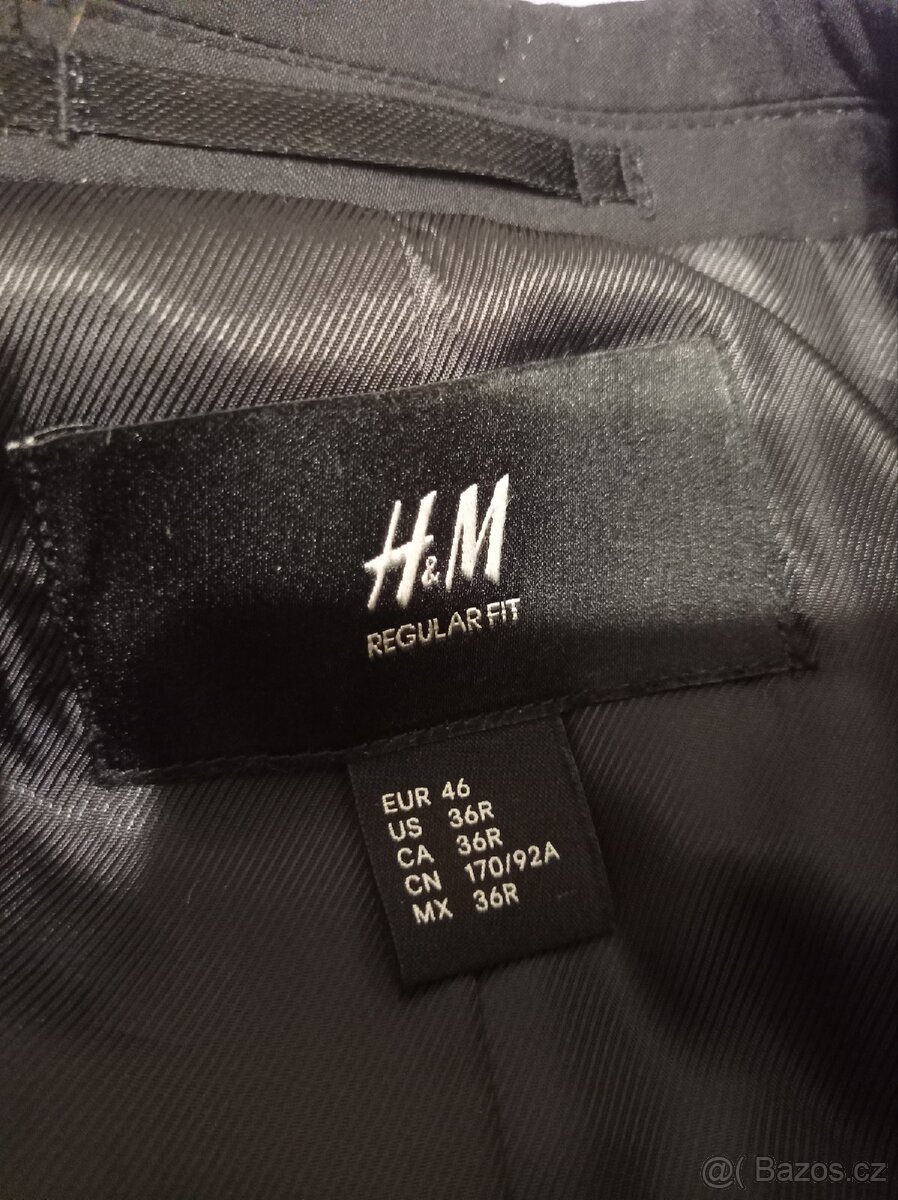 H&M
REGULAR FIT
EUR 46
US 36R
CA 36R
CN 170/92A
MX 36R
@( Bazos.cz